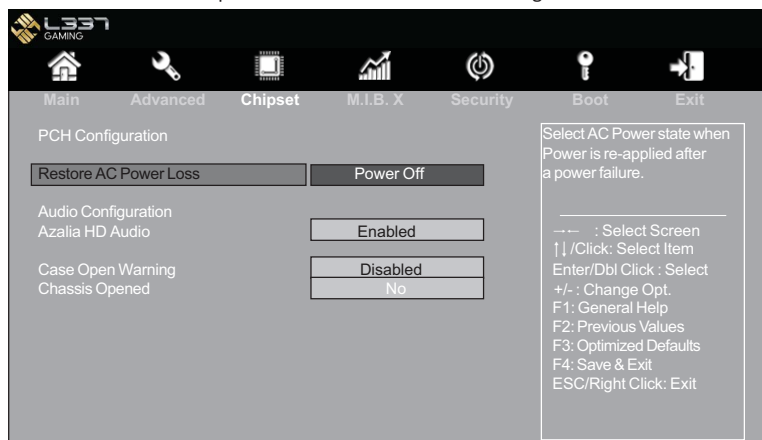 L337
GAMING
Main Advanced Chipset M.I.B. X Security Boot Exit
PCH Configuration
Restore AC Power Loss Power Off
Audio Configuration
Azalia HD Audio Enabled
Case Open Warning Disabled
Chassis Opened No
Select AC Power state when
Power is re-applied after
a power failure.
→← : Select Screen
↑↓/Click: Select Item
Enter/Dbl Click : Select
+/- : Change Opt.
F1: General Help
F2: Previous Values
F3: Optimized Defaults
F4: Save & Exit
ESC/Right Click: Exit